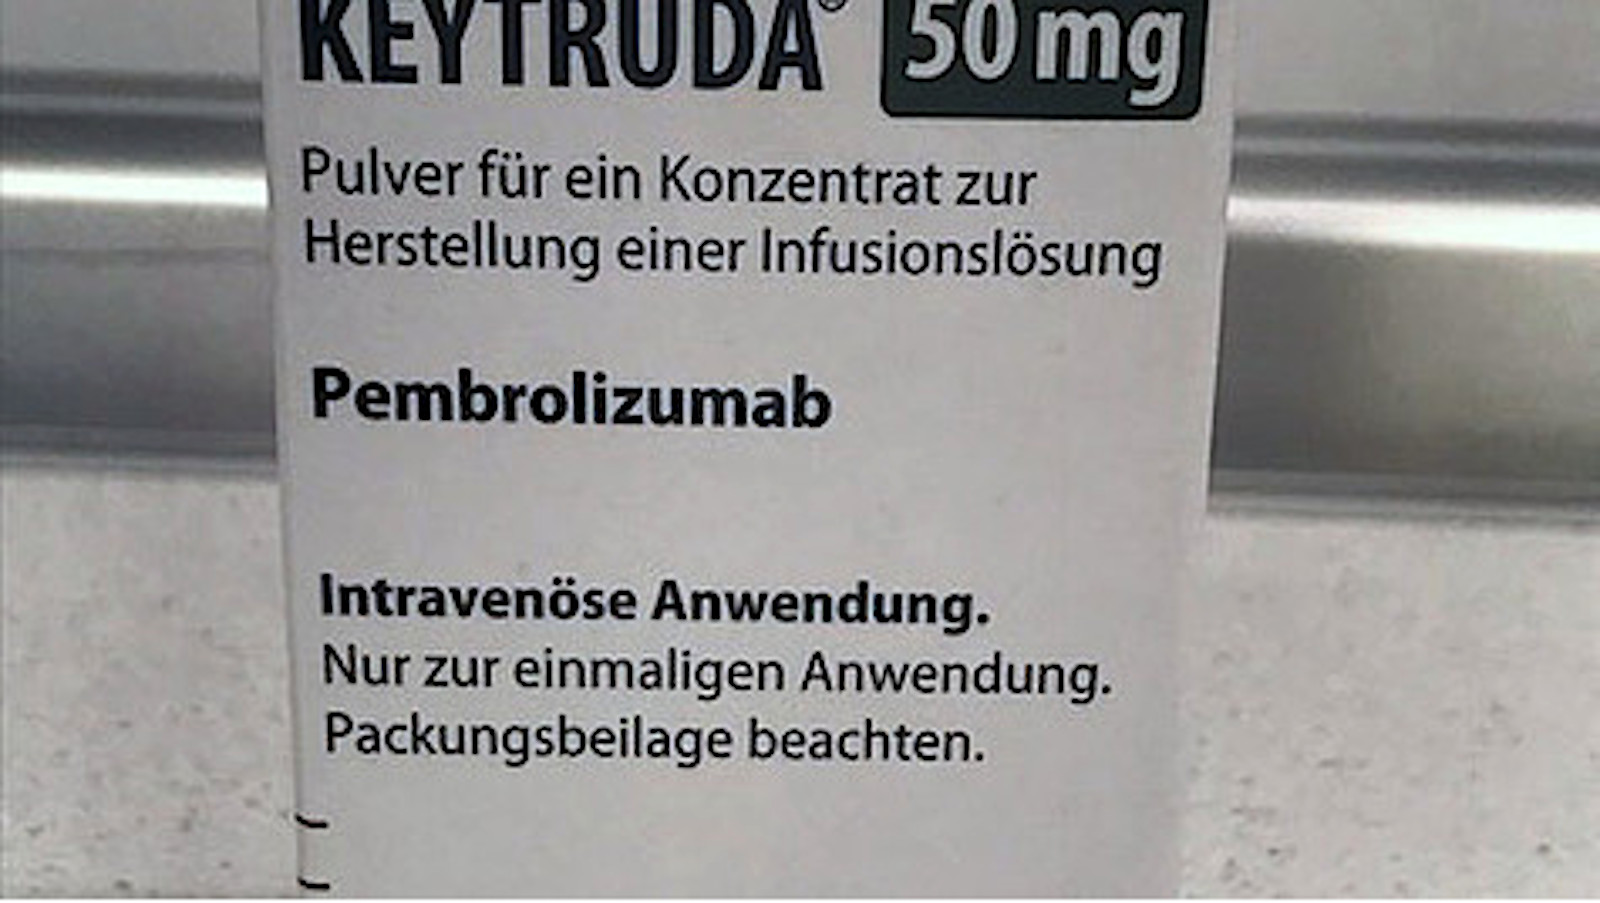 KEYTRUDA® 50 mg
Pulver für ein Konzentrat zur
Herstellung einer Infusionslösung
Pembrolizumab
Intravenöse Anwendung.
Nur zur einmaligen Anwendung.
Packungsbeilage beachten.